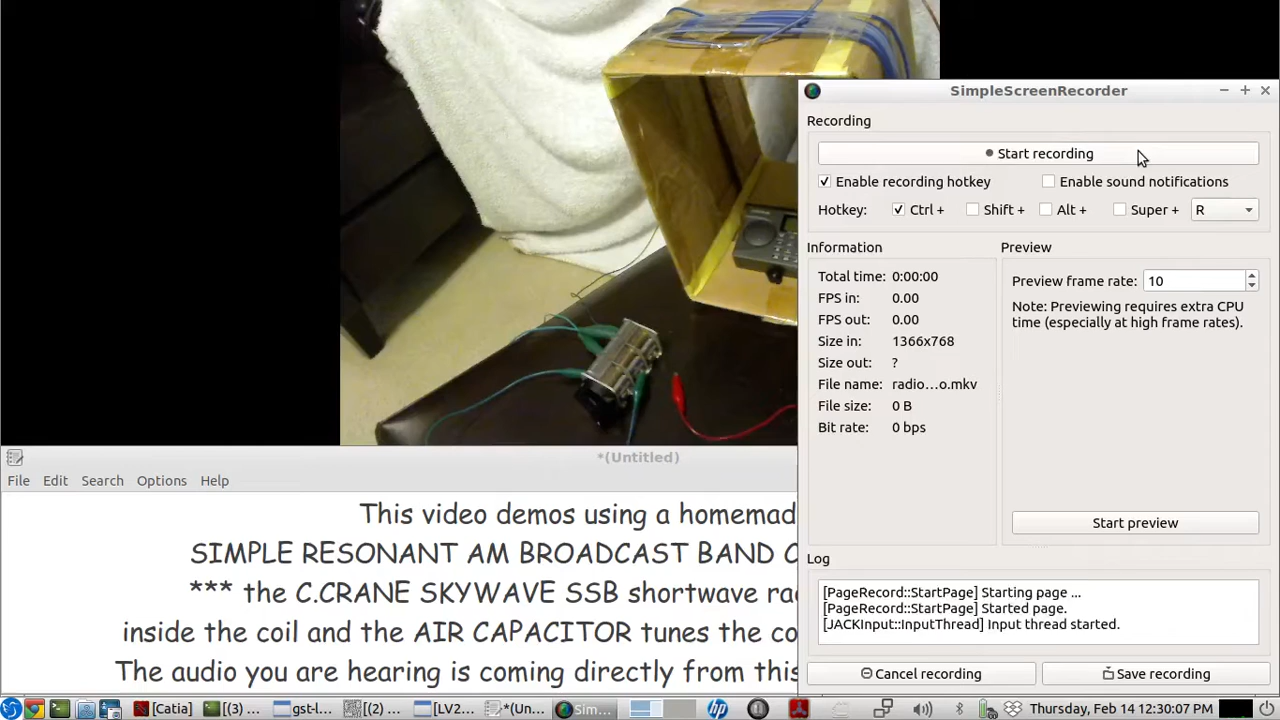 SimpleScreenRecorder
Recording
Start recording
Enable recording hotkey
Enable sound notifications
Hotkey: Ctrl + Shift + Alt + Super + R
Information
Total time: 0:00:00
FPS in: 0.00
FPS out: 0.00
Size in: 1366x768
Size out: ?
File name: radio...o.mkv
File size: 0 B
Bit rate: 0 bps
Preview
Preview frame rate: 10
Note: Previewing requires extra CPU
time (especially at high frame rates).
Start preview
Log
[PageRecord::StartPage] Starting page ...
[PageRecord::StartPage] Started page.
[JACKInput::InputThread] Input thread started.
Cancel recording
Save recording
*(Untitled)
File Edit Search Options Help
This video demos using a homemad
SIMPLE RESONANT AM BROADCAST BAND C
*** the C.CRANE SKYWAVE SSB shortwave ra
inside the coil and the AIR CAPACITOR tunes the co
The audio you are hearing is coming directly from this
[Catia] [(3) ... gst-l... [(2) ... [LV2... *(Un... Sim... hp Thursday, Feb 14 12:30:07 PM